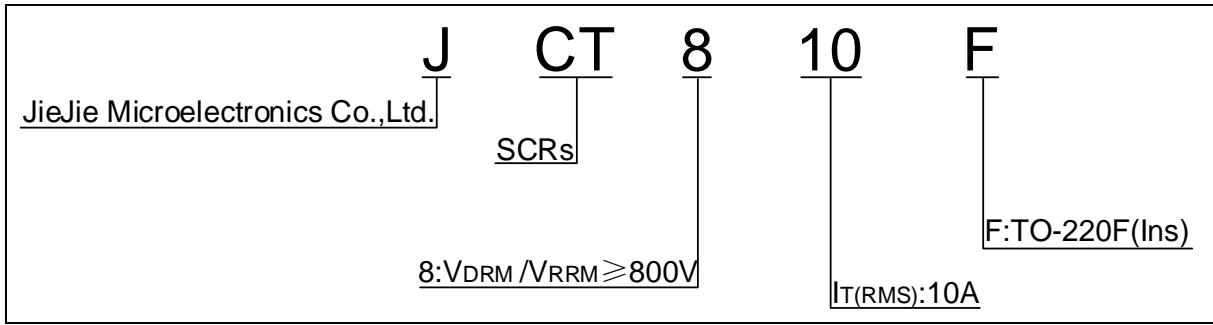 J CT 8 10 F
JieJie Microelectronics Co.,Ltd.
SCRs
F:TO-220F(Ins)
8:VDRM /VRRM≥800V
IT(RMS):10A